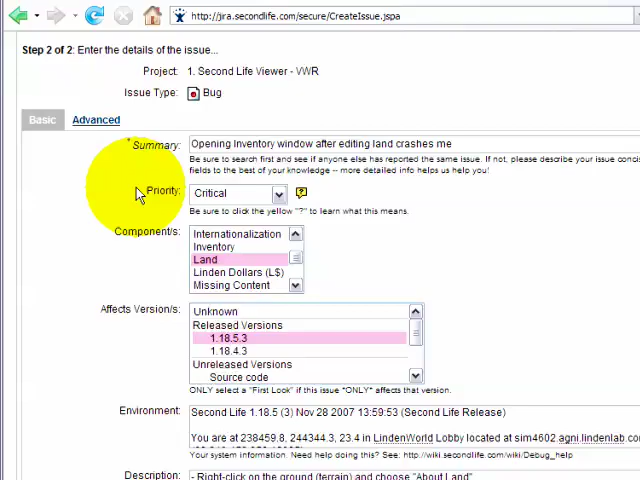 http://jira.secondlife.com/secure/CreateIssue.jspa
Step 2 of 2: Enter the details of the issue...
Project: 1. Second Life Viewer - VWR
Issue Type: Bug
Basic Advanced
* Summary: Opening Inventory window after editing land crashes me
Be sure to search first and see if anyone else has reported the same issue. If not, please describe your issue conci
fields to the best of your knowledge -- more detailed info helps us help you!
Priority: Critical ?
Be sure to click the yellow "?" to learn what this means.
Component/s: Internationalization
Inventory
Land
Linden Dollars (L$)
Missing Content
Affects Version/s: Unknown
Released Versions
1.18.5.3
1.18.4.3
Unreleased Versions
Source code
ONLY select a "First Look" if this issue *ONLY* affects that version.
Environment: Second Life 1.18.5 (3) Nov 28 2007 13:59:53 (Second Life Release)
You are at 238459.8, 244344.3, 23.4 in LindenWorld Lobby located at sim4602.agni.lindenlab.co
Your system information. Need help doing this? See: http://wiki.secondlife.com/wiki/Debug_help
Description: - Right-click on the ground (terrain) and choose "About Land"